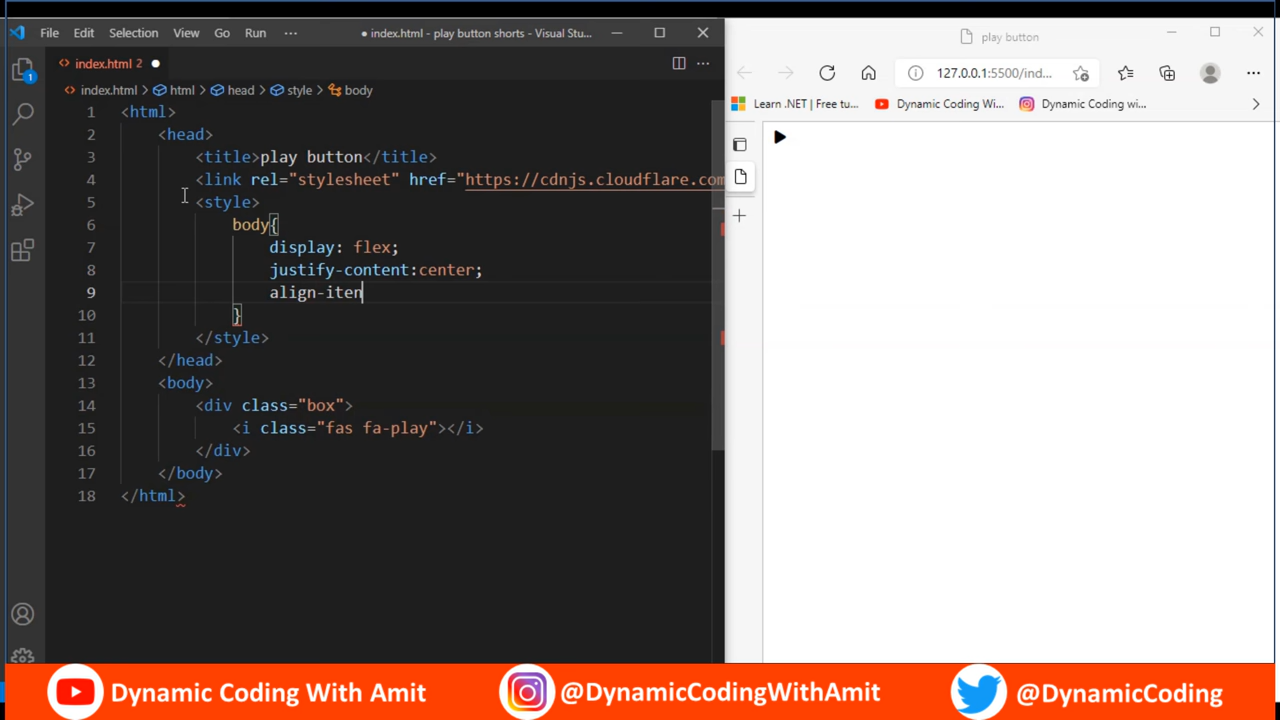 File Edit Selection View Go Run ··· ● index.html - play button shorts - Visual Stu...
index.html 2 ●
index.html > html > head > style > body
1 <html>
2 <head>
3 <title>play button</title>
4 <link rel="stylesheet" href="https://cdnjs.cloudflare.com
5 <style>
6 body{
7 display: flex;
8 justify-content:center;
9 align-iten
10 }
11 </style>
12 </head>
13 <body>
14 <div class="box">
15 <i class="fas fa-play"></i>
16 </div>
17 </body>
18 </html>
1
play button
127.0.0.1:5500/ind...
Learn .NET | Free tu... Dynamic Coding Wi... Dynamic Coding wi...
Dynamic Coding With Amit @DynamicCodingWithAmit @DynamicCoding